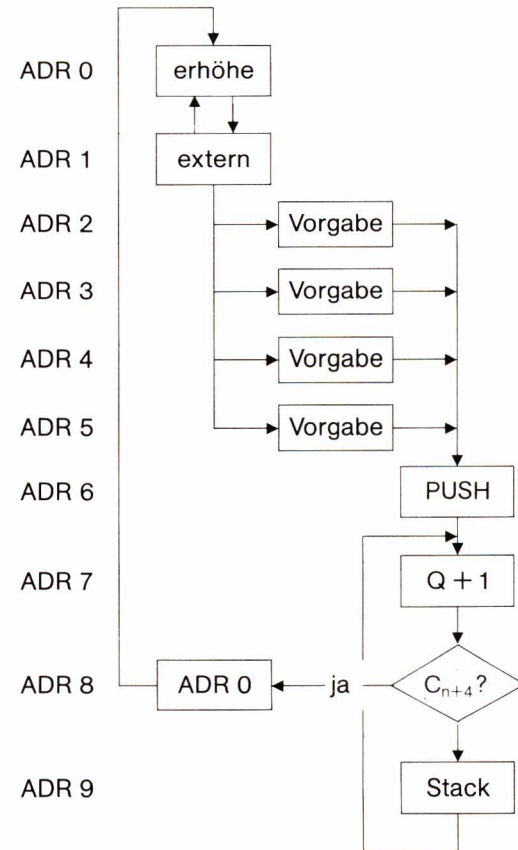 ADR 0 erhöhe
ADR 1 extern
ADR 2 Vorgabe
ADR 3 Vorgabe
ADR 4 Vorgabe
ADR 5 Vorgabe
ADR 6 PUSH
ADR 7 Q + 1
ADR 8 ADR 0 ja Cₙ₊₄?
ADR 9 Stack